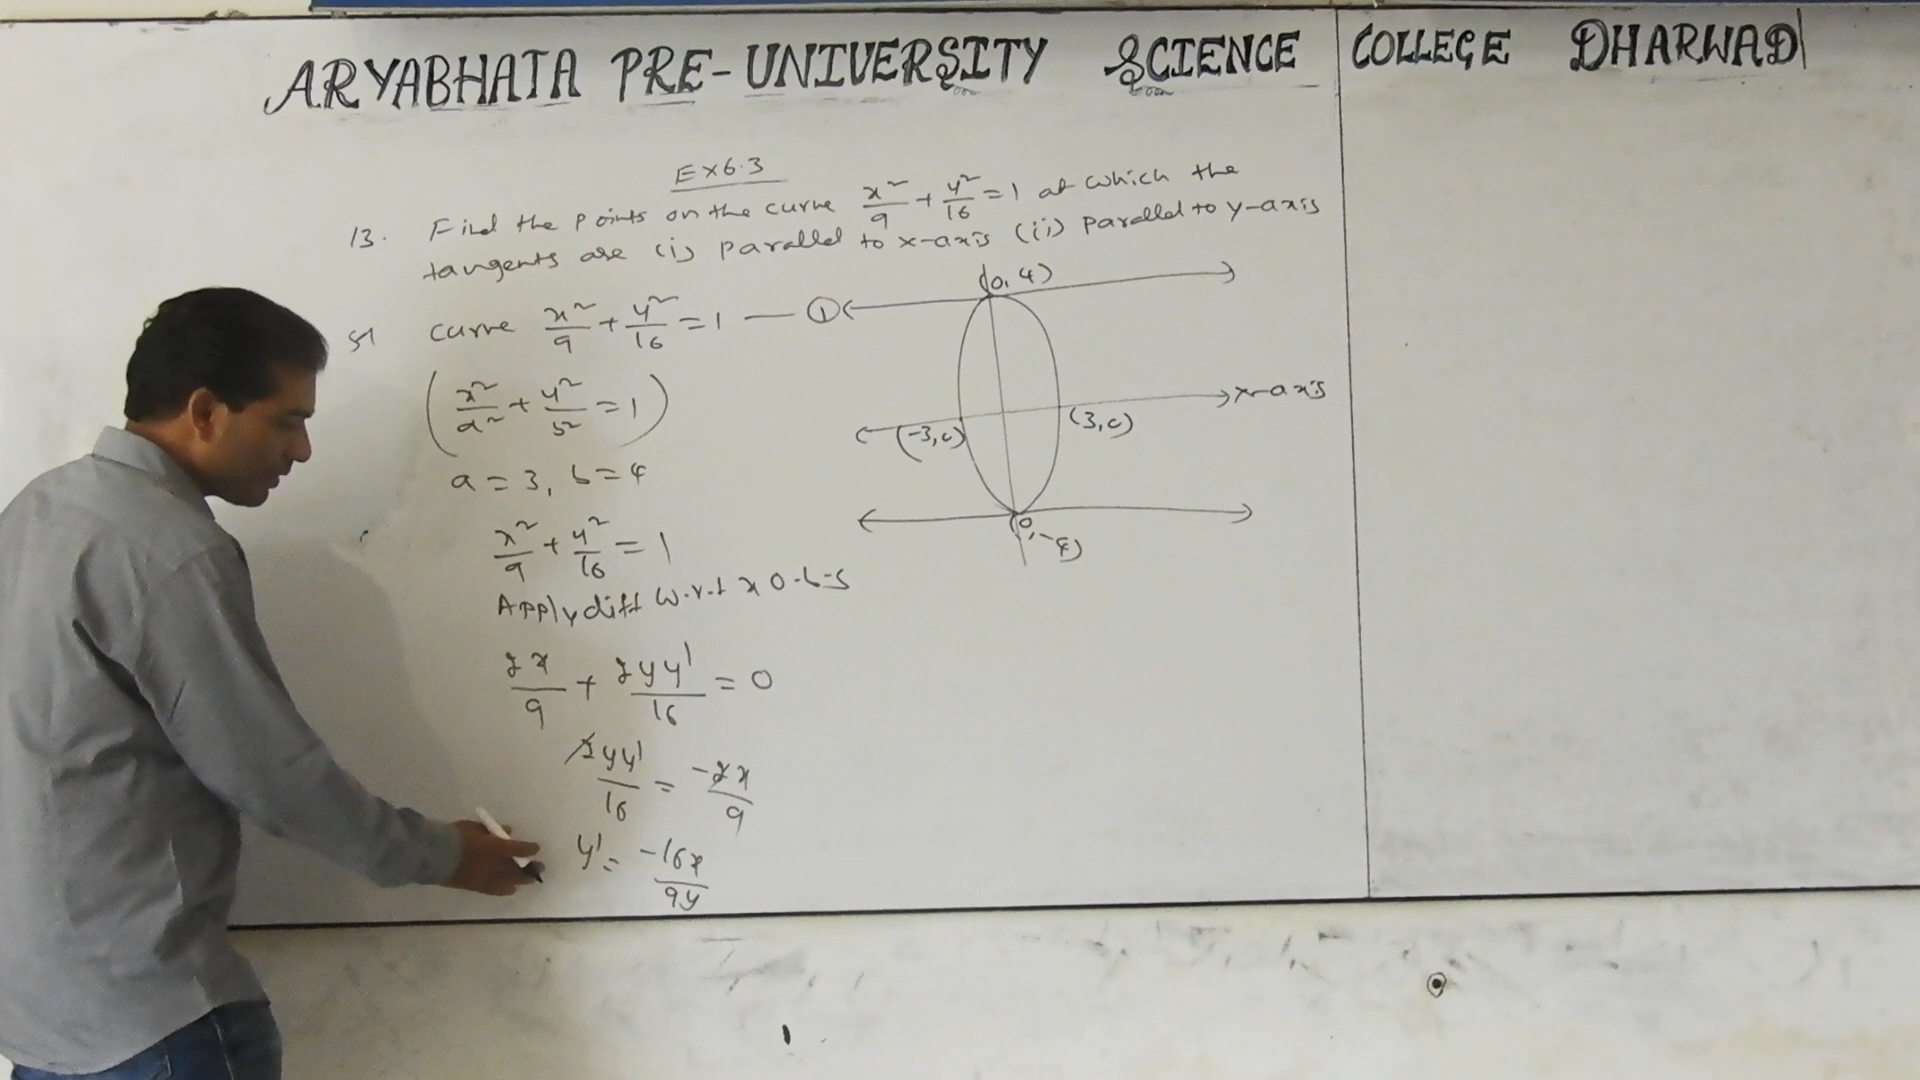 ARYABHATA PRE-UNIVERSITY SCIENCE COLLEGE DHARWAD
Ex 6.3
13. Find the points on the curve x²/9 + y²/16 = 1 at which the
tangents are (i) parallel to x-axis (ii) parallel to y-axis
Sl curve x²/9 + y²/16 = 1 — ①
(x²/a² + y²/b² = 1)
a = 3, b = 4
x²/9 + y²/16 = 1
Apply diff w.r.t x o.b.s
2x/9 + 2yy'/16 = 0
2yy'/16 = -2x/9
y' = -16x/9y
(0, 4)
x-axis
(-3, 0)
(3, 0)
(0, -4)